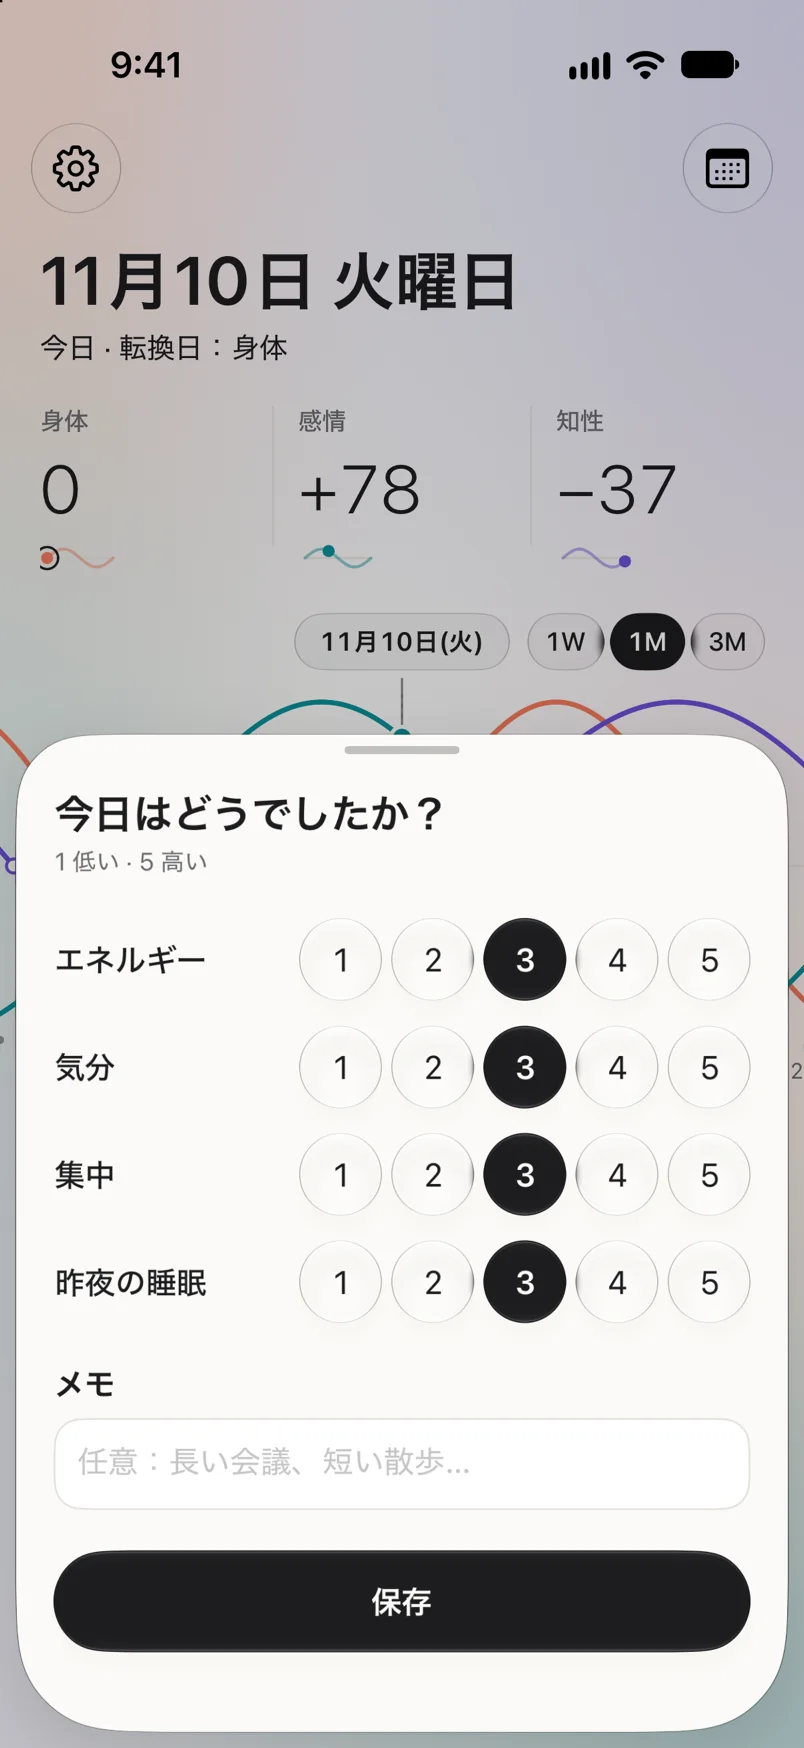 9:41
11月10日 火曜日
今日 · 転換日：身体
身体 感情 知性
0 +78 −37
11月10日(火) 1W 1M 3M
今日はどうでしたか？
1 低い · 5 高い
エネルギー 1 2 3 4 5
気分 1 2 3 4 5
集中 1 2 3 4 5
昨夜の睡眠 1 2 3 4 5
メモ
任意：長い会議、短い散歩...
保存